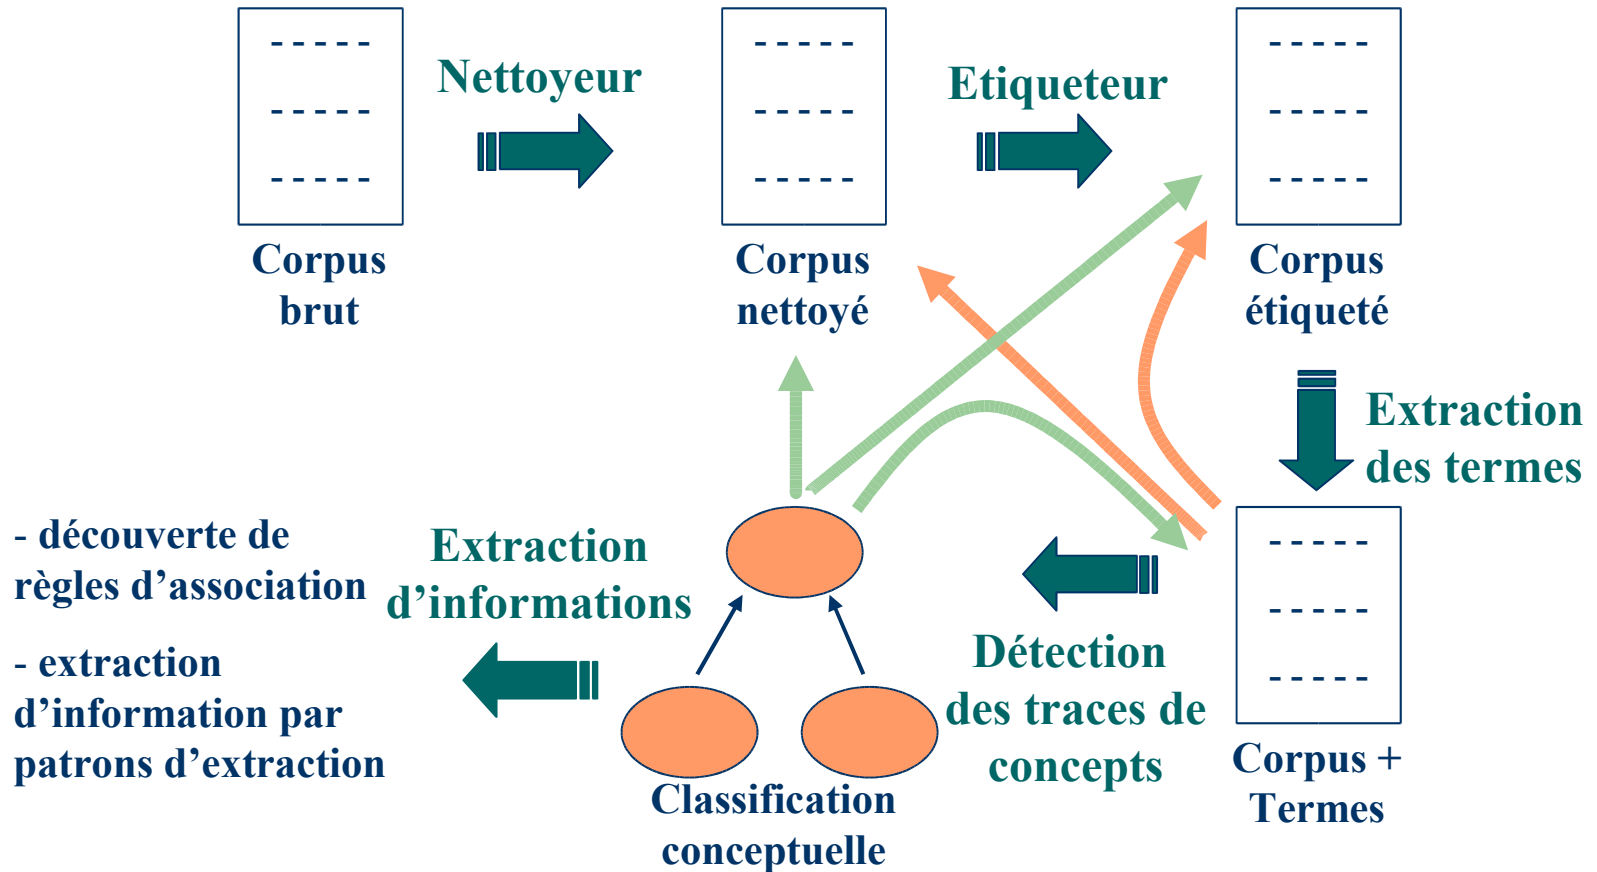 Nettoyeur
Etiqueteur
Corpus
brut
Corpus
nettoyé
Corpus
étiqueté
Extraction
des termes
- découverte de
règles d’association
- extraction
d’information par
patrons d’extraction
Extraction
d’informations
Détection
des traces de
concepts
Corpus +
Termes
Classification
conceptuelle